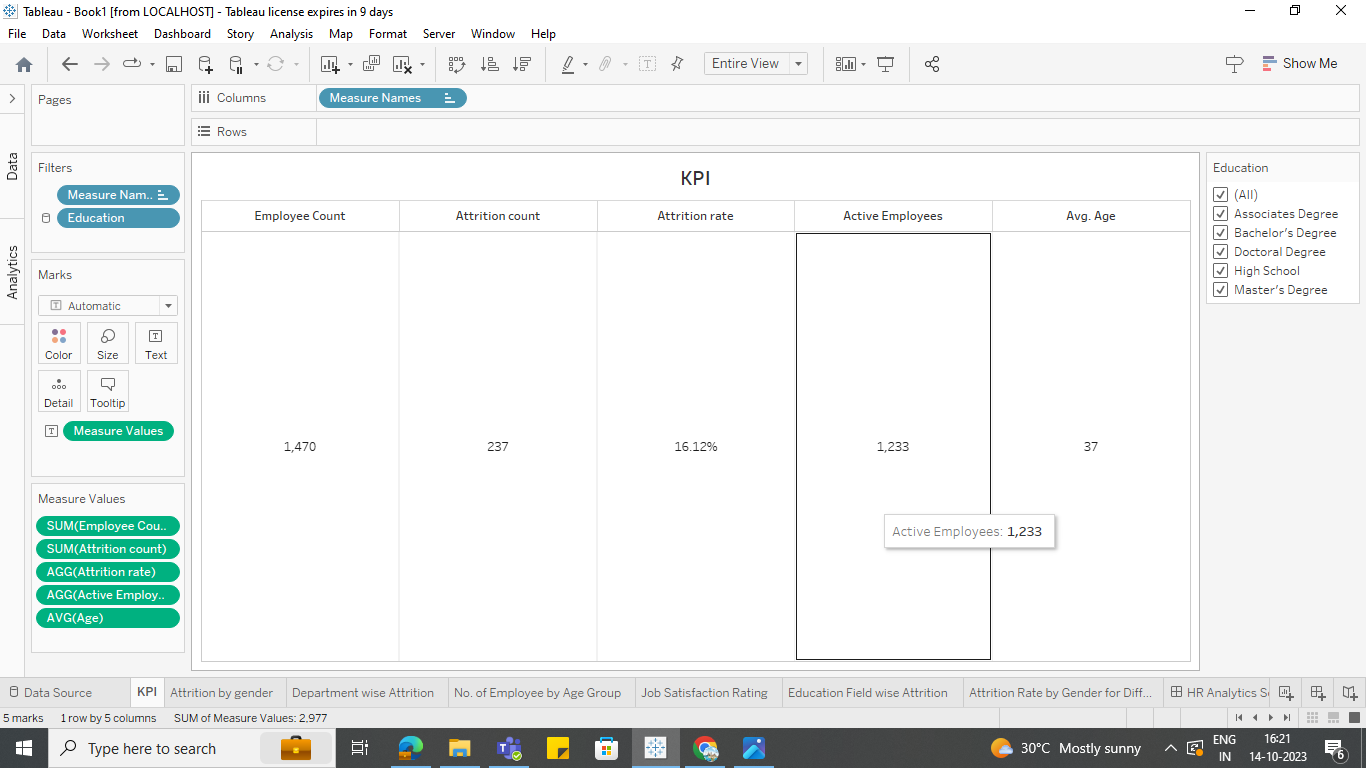 Tableau - Book1 [from LOCALHOST] - Tableau license expires in 9 days
File Data Worksheet Dashboard Story Analysis Map Format Server Window Help
Entire View
Show Me
Pages
Columns
Measure Names
Rows
Data
Analytics
Filters
Measure Nam..
Education
Marks
Automatic
Color Size Text
Detail Tooltip
Measure Values
Measure Values
SUM(Employee Cou..
SUM(Attrition count)
AGG(Attrition rate)
AGG(Active Employ..
AVG(Age)
KPI
Employee Count Attrition count Attrition rate Active Employees Avg. Age
1,470 237 16.12% 1,233 37
Active Employees: 1,233
Education
(All)
Associates Degree
Bachelor's Degree
Doctoral Degree
High School
Master's Degree
Data Source KPI Attrition by gender Department wise Attrition No. of Employee by Age Group Job Satisfaction Rating Education Field wise Attrition Attrition Rate by Gender for Diff... HR Analytics
5 marks 1 row by 5 columns SUM of Measure Values: 2,977
Type here to search
30°C Mostly sunny
ENG
IN
16:21
14-10-2023
6